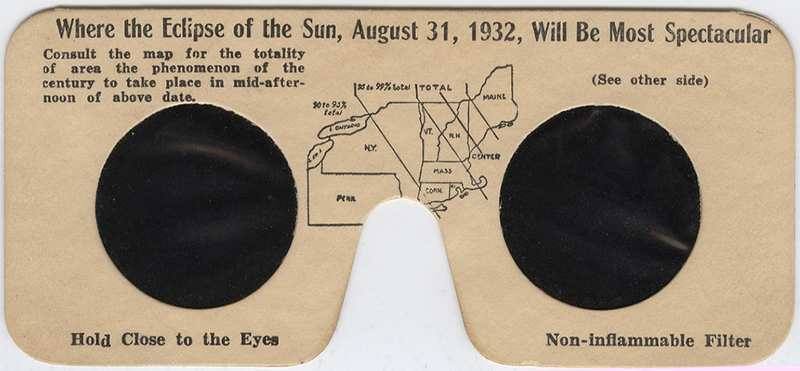 Where the Eclipse of the Sun, August 31, 1932, Will Be Most Spectacular
Consult the map for the totality
of area the phenomenon of the
century to take place in mid-after-
noon of above date.
(See other side)
95 to 99% total
TOTAL
90 to 95%
total
MAINE
L. ONTARIO
VT.
N.H.
N.Y.
CENTER
MASS
CONN.
PENN.
Hold Close to the Eyes
Non-inflammable Filter